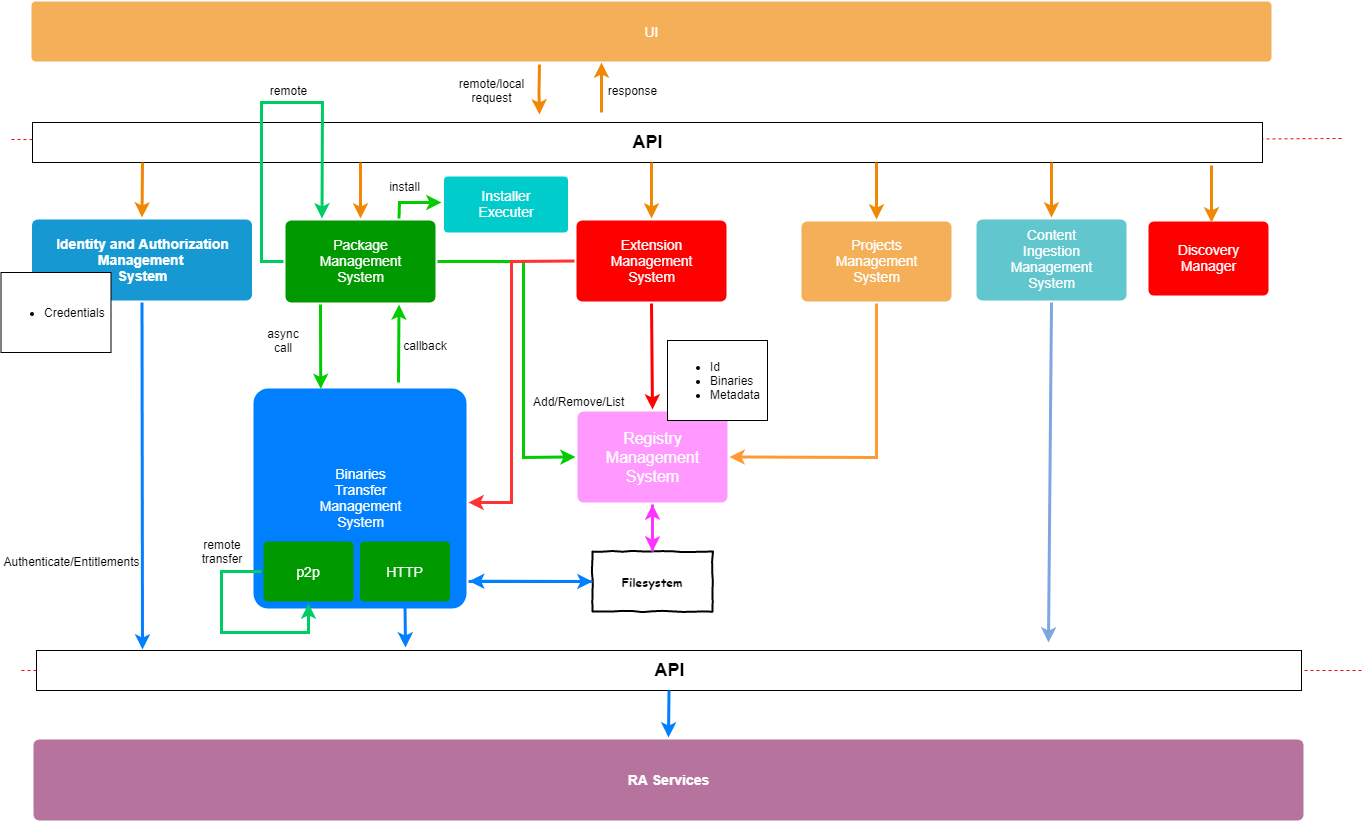 UI
remote/local
request
response
remote
API
install
Installer
Executer
Identity and Authorization
Management
System
Package
Management
System
Extension
Management
System
Projects
Management
System
Content
Ingestion
Management
System
Discovery
Manager
• Credentials
async
call
callback
• Id
• Binaries
• Metadata
Add/Remove/List
Registry
Management
System
Binaries
Transfer
Management
System
remote
transfer
Authenticate/Entitlements
p2p
HTTP
Filesystem
API
RA Services